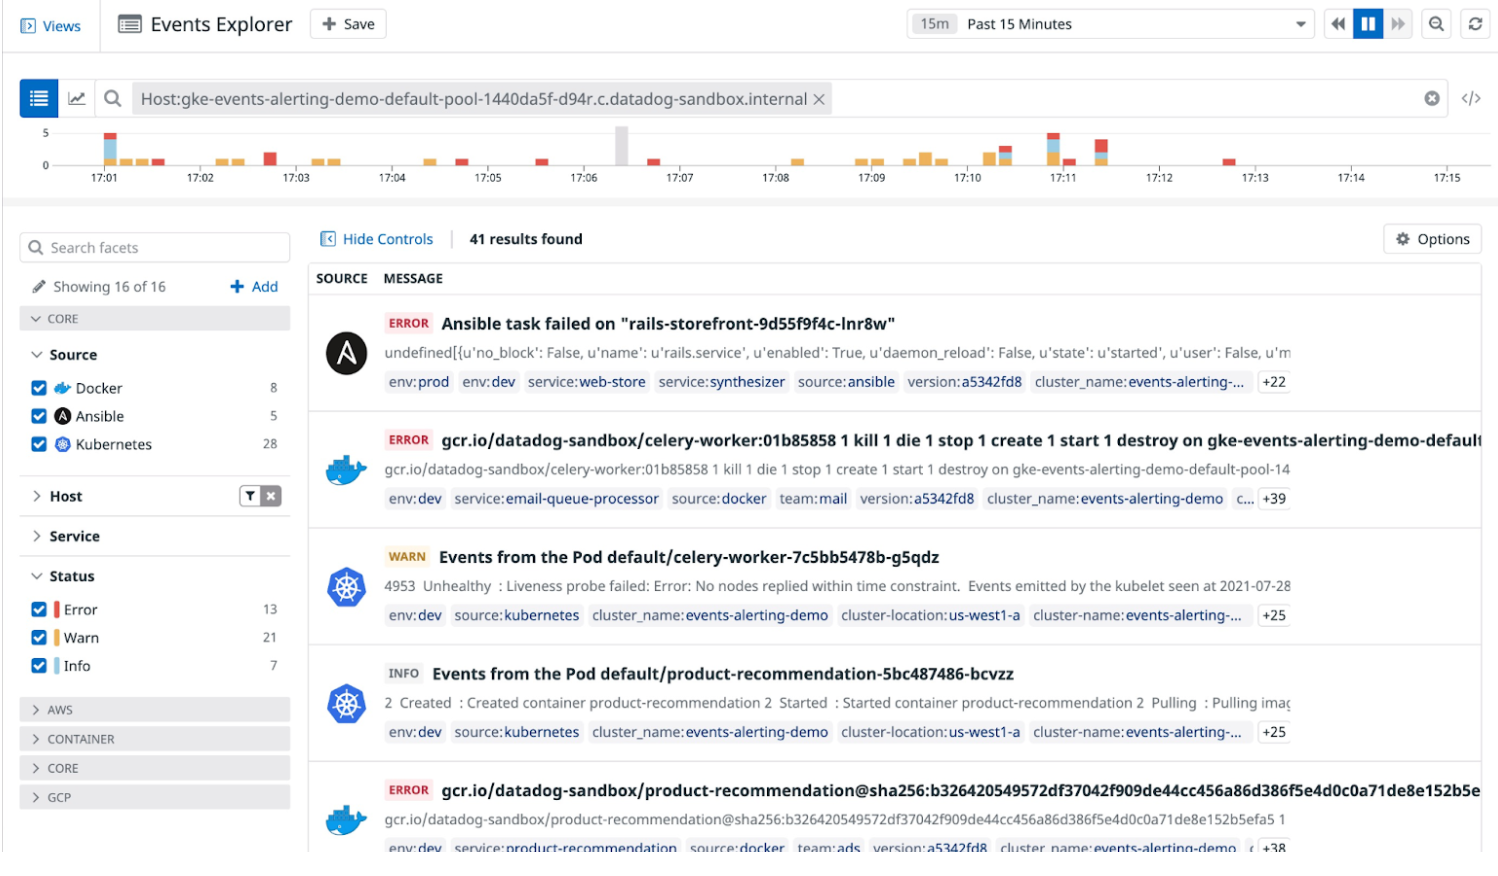 Views
Events Explorer
Save
15m Past 15 Minutes
Host:gke-events-alerting-demo-default-pool-1440da5f-d94r.c.datadog-sandbox.internal
</>
5
0
17:01 17:02 17:03 17:04 17:05 17:06 17:07 17:08 17:09 17:10 17:11 17:12 17:13 17:14 17:15
Search facets
Showing 16 of 16
Add
CORE
Source
Docker 8
Ansible 5
Kubernetes 28
Host
Service
Status
Error 13
Warn 21
Info 7
AWS
CONTAINER
CORE
GCP
Hide Controls
41 results found
Options
SOURCE MESSAGE
ERROR Ansible task failed on "rails-storefront-9d55f9f4c-lnr8w"
undefined[{u'no_block': False, u'name': u'rails.service', u'enabled': True, u'daemon_reload': False, u'state': u'started', u'user': False, u'm
env:prod env:dev service:web-store service:synthesizer source:ansible version:a5342fd8 cluster_name:events-alerting-... +22
ERROR gcr.io/datadog-sandbox/celery-worker:01b85858 1 kill 1 die 1 stop 1 create 1 start 1 destroy on gke-events-alerting-demo-default
gcr.io/datadog-sandbox/celery-worker:01b85858 1 kill 1 die 1 stop 1 create 1 start 1 destroy on gke-events-alerting-demo-default-pool-14
env:dev service:email-queue-processor source:docker team:mail version:a5342fd8 cluster_name:events-alerting-demo c... +39
WARN Events from the Pod default/celery-worker-7c5bb5478b-g5qdz
4953 Unhealthy : Liveness probe failed: Error: No nodes replied within time constraint. Events emitted by the kubelet seen at 2021-07-28
env:dev source:kubernetes cluster_name:events-alerting-demo cluster-location:us-west1-a cluster-name:events-alerting-... +25
INFO Events from the Pod default/product-recommendation-5bc487486-bcvzz
2 Created : Created container product-recommendation 2 Started : Started container product-recommendation 2 Pulling : Pulling imag
env:dev source:kubernetes cluster_name:events-alerting-demo cluster-location:us-west1-a cluster-name:events-alerting-... +25
ERROR gcr.io/datadog-sandbox/product-recommendation@sha256:b326420549572df37042f909de44cc456a86d386f5e4d0c0a71de8e152b5e
gcr.io/datadog-sandbox/product-recommendation@sha256:b326420549572df37042f909de44cc456a86d386f5e4d0c0a71de8e152b5efa5 1
env:dev service:product-recommendation source:docker team:ads version:a5342fd8 cluster_name:events-alerting-demo c +38